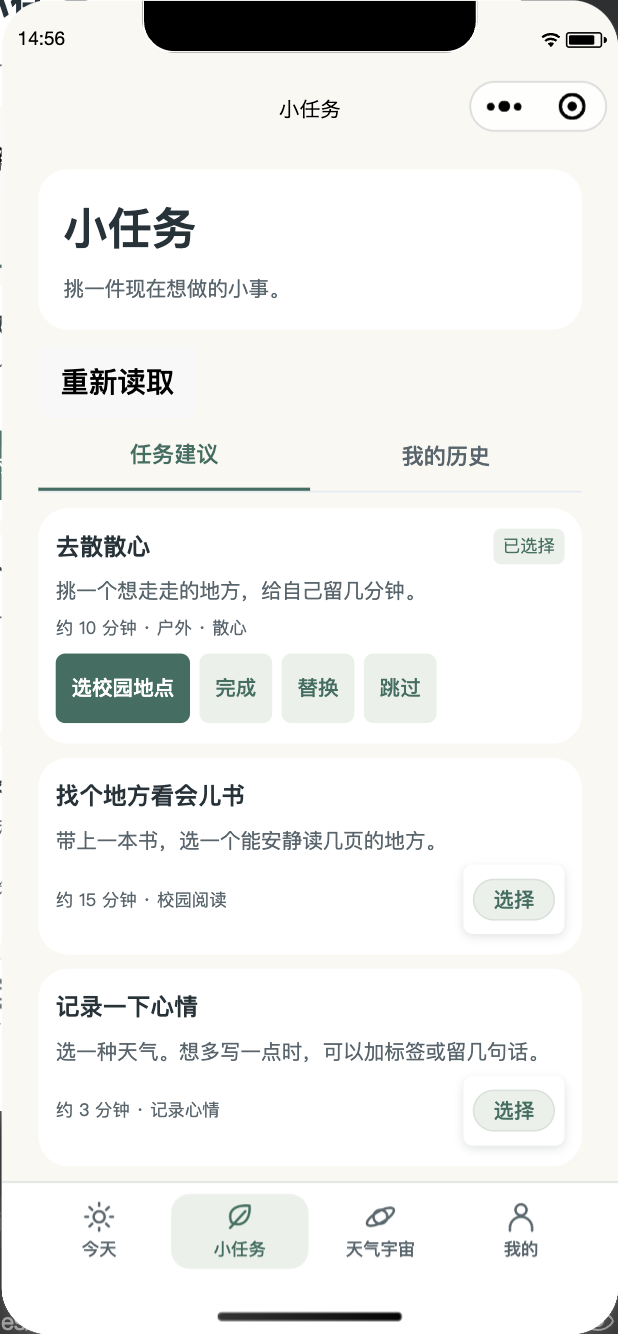 14:56
小任务
小任务
挑一件现在想做的小事。
重新读取
任务建议
我的历史
去散散心
已选择
挑一个想走走的地方，给自己留几分钟。
约 10 分钟 · 户外 · 散心
选校园地点
完成
替换
跳过
找个地方看会儿书
带上一本书，选一个能安静读几页的地方。
约 15 分钟 · 校园阅读
选择
记录一下心情
选一种天气。想多写一点时，可以加标签或留几句话。
约 3 分钟 · 记录心情
选择
今天
小任务
天气宇宙
我的